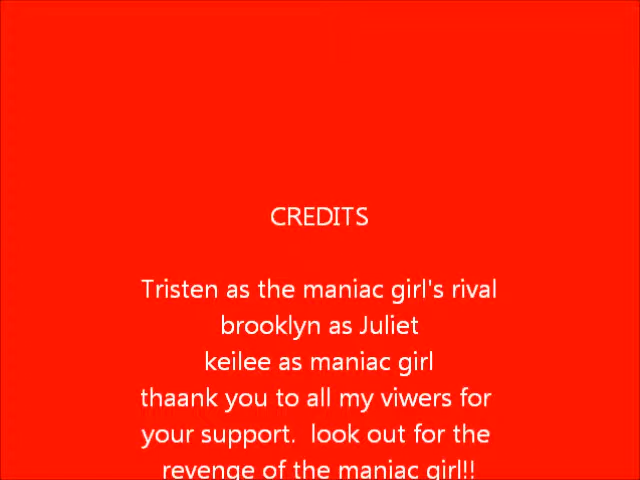 CREDITS
Tristen as the maniac girl's rival
brooklyn as Juliet
keilee as maniac girl
thaank you to all my viwers for
your support.  look out for the
revenge of the maniac girl!!